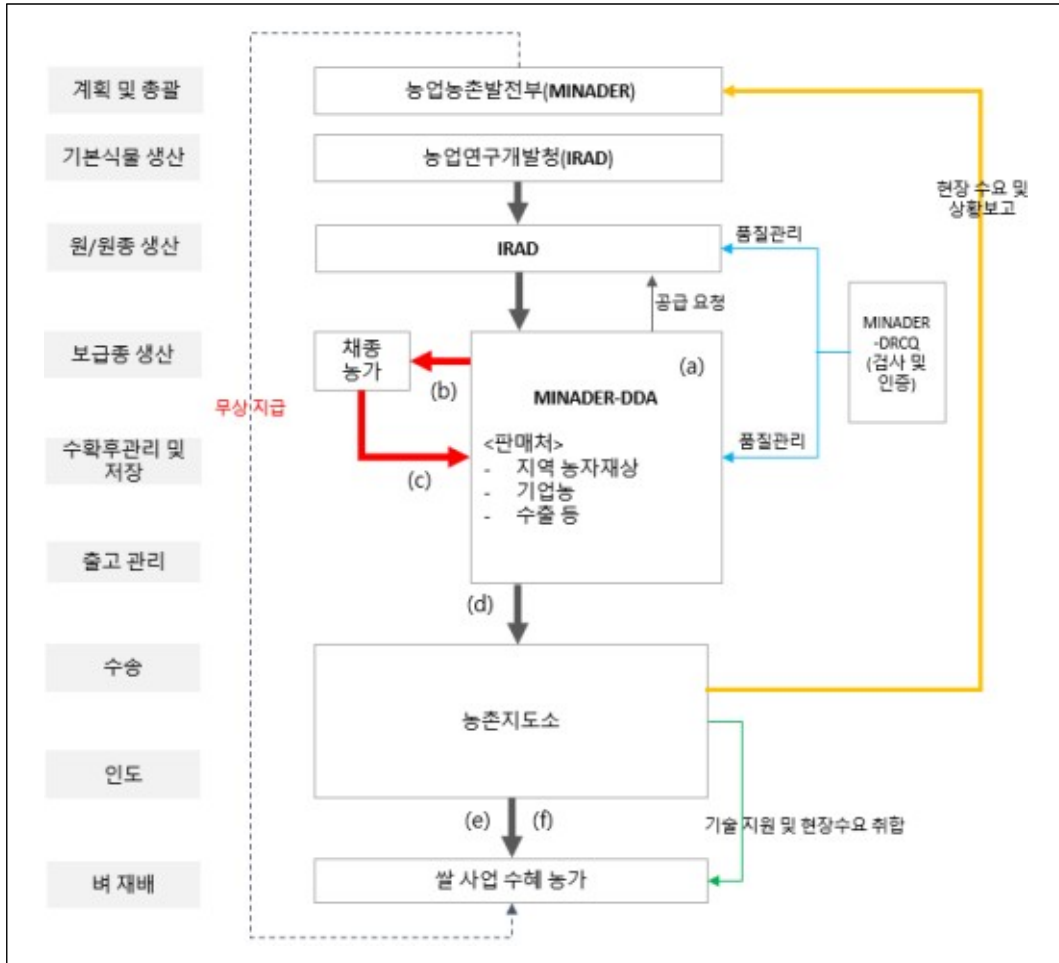 계획 및 총괄
농업농촌발전부(MINADER)
기본식물 생산
농업연구개발청(IRAD)
현장 수요 및
상황보고
원/원종 생산
IRAD
품질관리
공급 요청
MINADER
-DRCQ
(검사 및
인증)
보급종 생산
채종
농가
(a)
(b)
MINADER-DDA
무상 지급
수확후관리 및
저장
<판매처>
- 지역 농자재상
- 기업농
- 수출 등
품질관리
(c)
출고 관리
(d)
수송
농촌지도소
인도
(e)
(f)
기술 지원 및 현장수요 취합
벼 재배
쌀 사업 수혜 농가